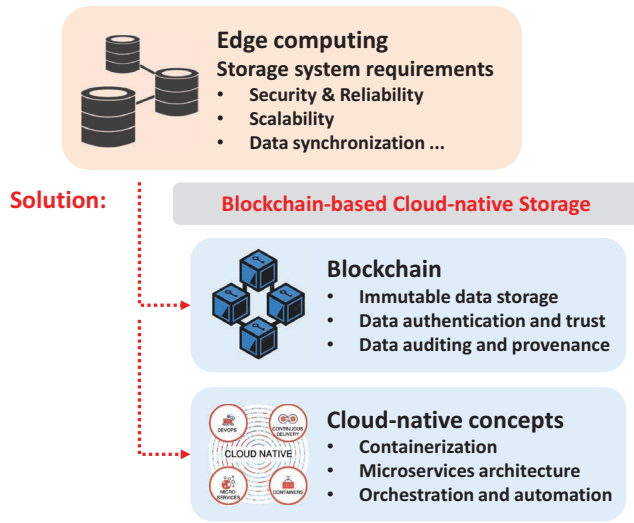 Edge computing
Storage system requirements
• Security & Reliability
• Scalability
• Data synchronization ...
Solution:
Blockchain-based Cloud-native Storage
Blockchain
• Immutable data storage
• Data authentication and trust
• Data auditing and provenance
DEVOPS
CONTINUOUS
DELIVERY
CLOUD NATIVE
MICRO-
SERVICES
CONTAINERS
Cloud-native concepts
• Containerization
• Microservices architecture
• Orchestration and automation